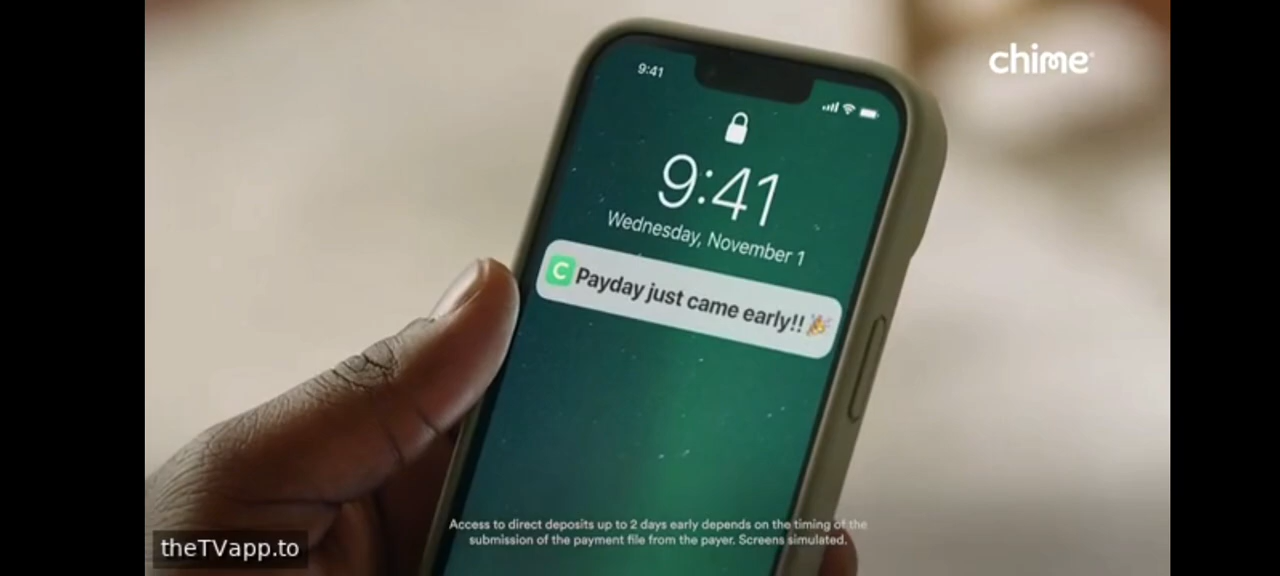 chime
9:41
9:41
Wednesday, November 1
C Payday just came early!! 🎉
Access to direct deposits up to 2 days early depends on the timing of the
submission of the payment file from the payer. Screens simulated.
theTVapp.to